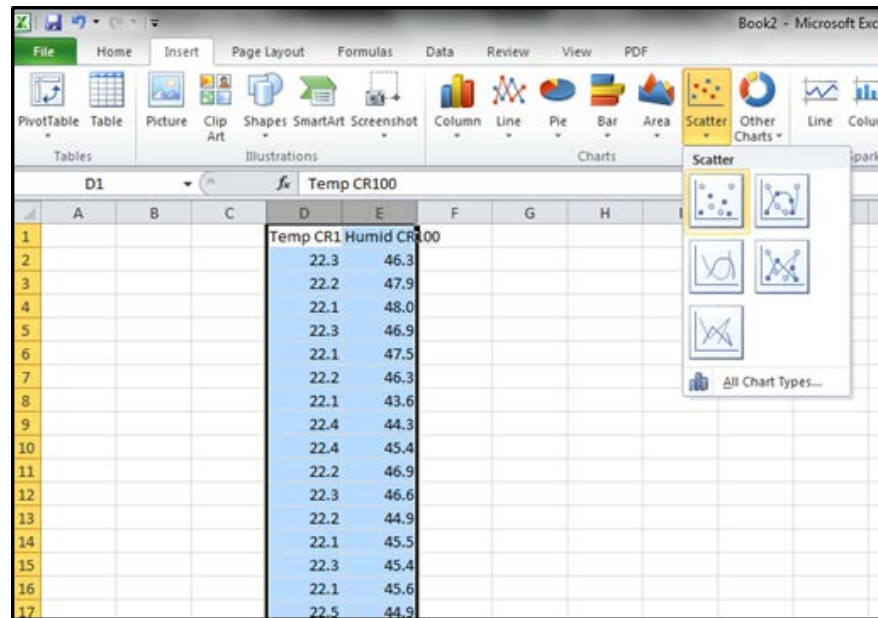 Book2 - Microsoft Exc
File Home Insert Page Layout Formulas Data Review View PDF
PivotTable Table Picture Clip Art Shapes SmartArt Screenshot Column Line Pie Bar Area Scatter Other Charts Line Colu
Tables Illustrations Charts Spark
D1 fx Temp CR100
Scatter
A B C D E F G H
1 Temp CR1 Humid CR100
2 22.3 46.3
3 22.2 47.9
4 22.1 48.0
5 22.3 46.9
6 22.1 47.5
7 22.2 46.3
8 22.1 43.6
9 22.4 44.3
10 22.4 45.4
11 22.2 46.9
12 22.3 46.6
13 22.2 44.9
14 22.1 45.5
15 22.3 45.4
16 22.1 45.6
17 22.5 44.9
All Chart Types...